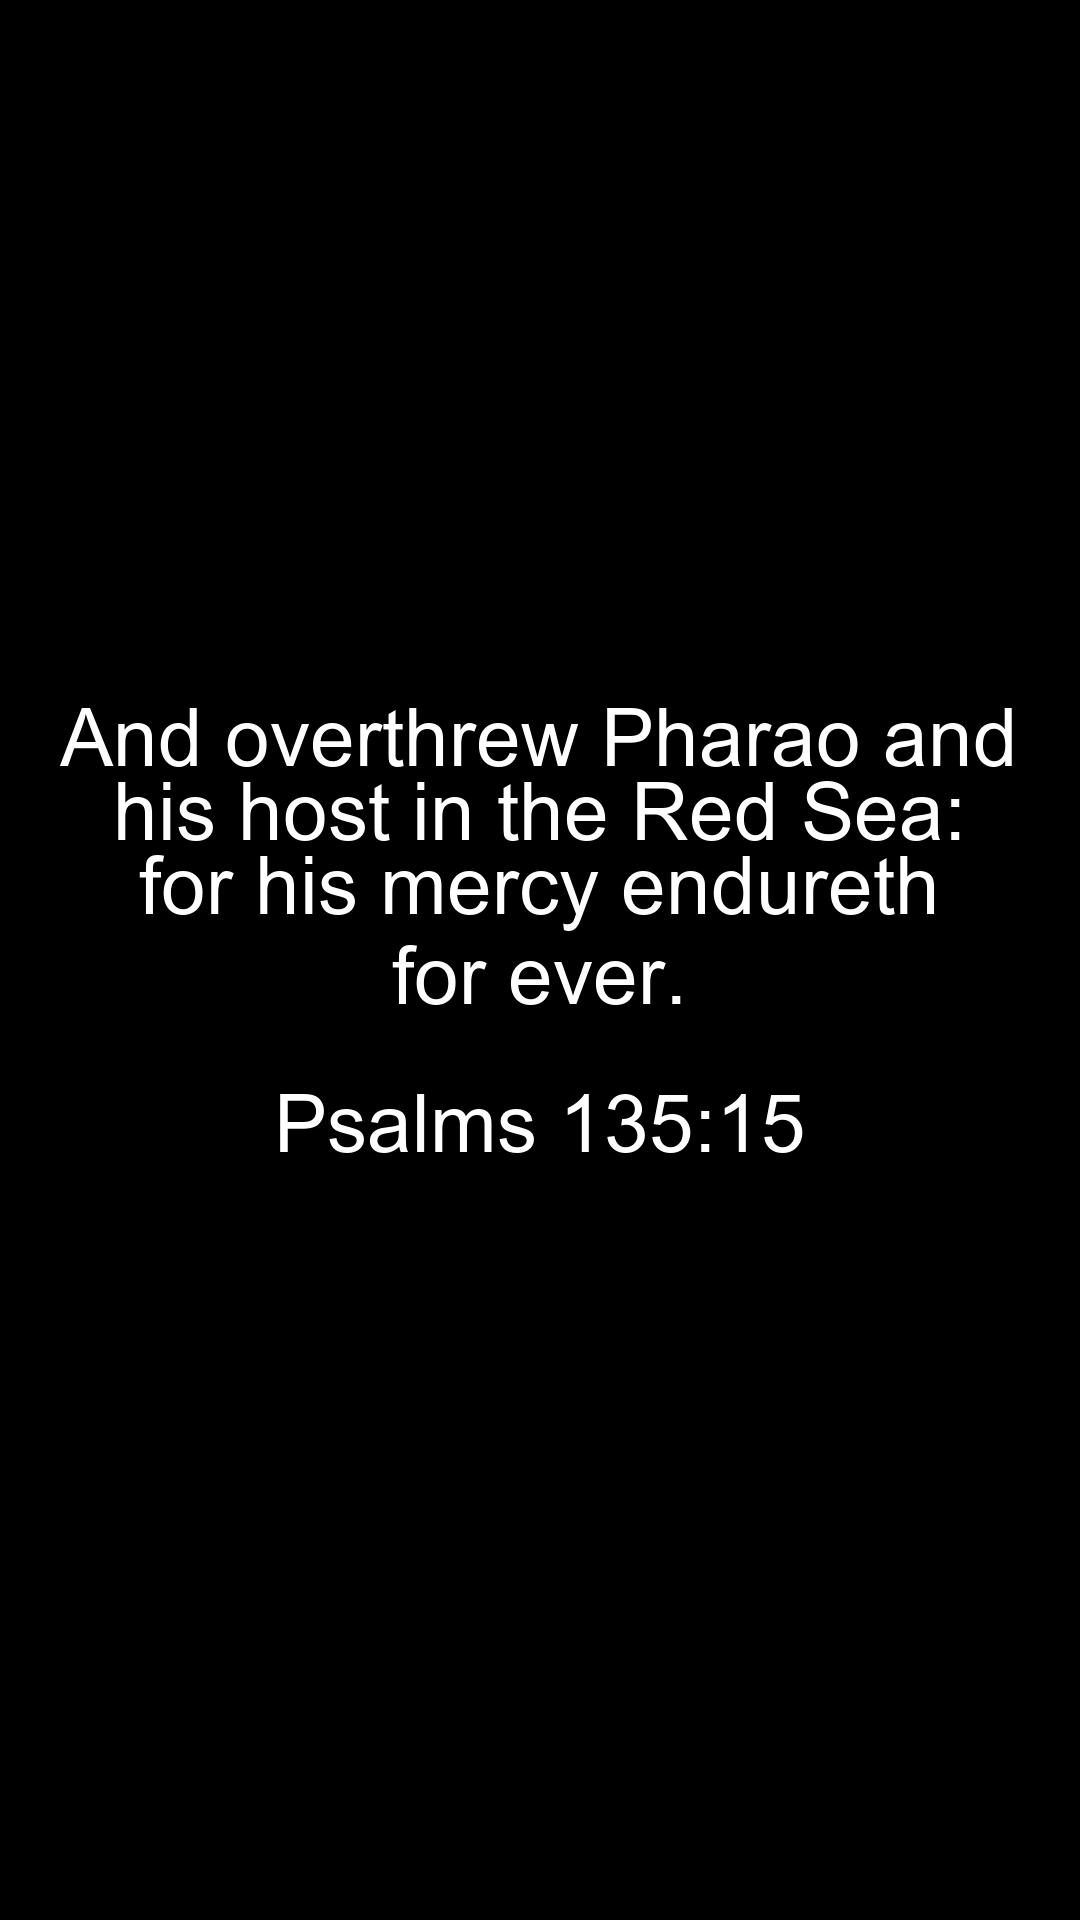 And overthrew Pharao and
his host in the Red Sea:
for his mercy endureth
for ever.
Psalms 135:15